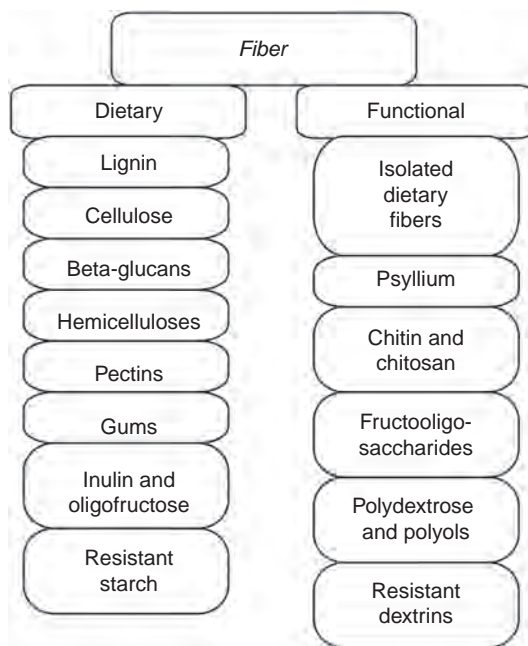 Fiber
Dietary
Lignin
Cellulose
Beta-glucans
Hemicelluloses
Pectins
Gums
Inulin and
oligofructose
Resistant
starch
Functional
Isolated
dietary
fibers
Psyllium
Chitin and
chitosan
Fructooligo-
saccharides
Polydextrose
and polyols
Resistant
dextrins